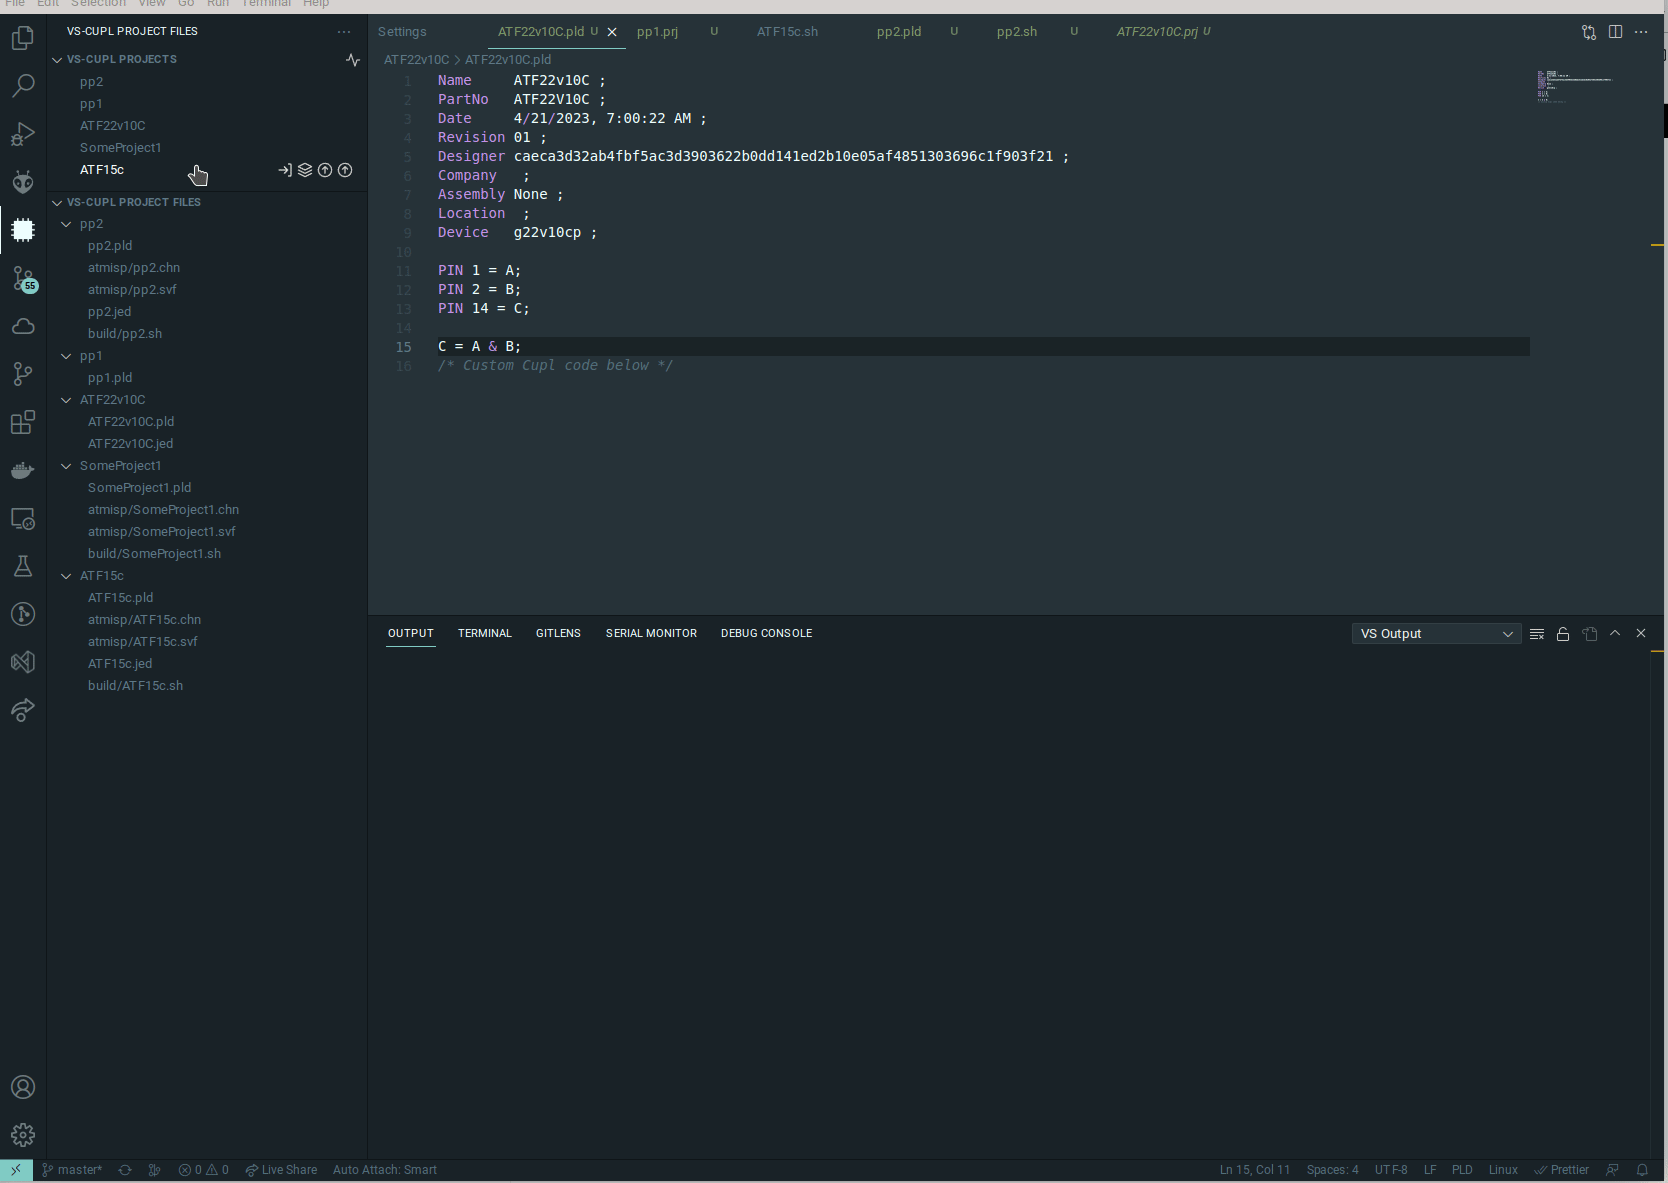 File Edit Selection View Go Run Terminal Help
VS-CUPL PROJECT FILES
VS-CUPL PROJECTS
pp2
pp1
ATF22v10C
SomeProject1
ATF15c
VS-CUPL PROJECT FILES
pp2
pp2.pld
atmisp/pp2.chn
atmisp/pp2.svf
pp2.jed
build/pp2.sh
pp1
pp1.pld
ATF22v10C
ATF22v10C.pld
ATF22v10C.jed
SomeProject1
SomeProject1.pld
atmisp/SomeProject1.chn
atmisp/SomeProject1.svf
build/SomeProject1.sh
ATF15c
ATF15c.pld
atmisp/ATF15c.chn
atmisp/ATF15c.svf
ATF15c.jed
build/ATF15c.sh
55
Settings ATF22v10C.pld U pp1.prj U ATF15c.sh pp2.pld U pp2.sh U ATF22v10C.prj U
ATF22v10C > ATF22v10C.pld
1 Name ATF22v10C ;
2 PartNo ATF22V10C ;
3 Date 4/21/2023, 7:00:22 AM ;
4 Revision 01 ;
5 Designer caeca3d32ab4fbf5ac3d3903622b0dd141ed2b10e05af4851303696c1f903f21 ;
6 Company ;
7 Assembly None ;
8 Location ;
9 Device g22v10cp ;
10
11 PIN 1 = A;
12 PIN 2 = B;
13 PIN 14 = C;
14
15 C = A & B;
16 /* Custom Cupl code below */
OUTPUT TERMINAL GITLENS SERIAL MONITOR DEBUG CONSOLE VS Output
master* 0 0 Live Share Auto Attach: Smart Ln 15, Col 11 Spaces: 4 UTF-8 LF PLD Linux Prettier